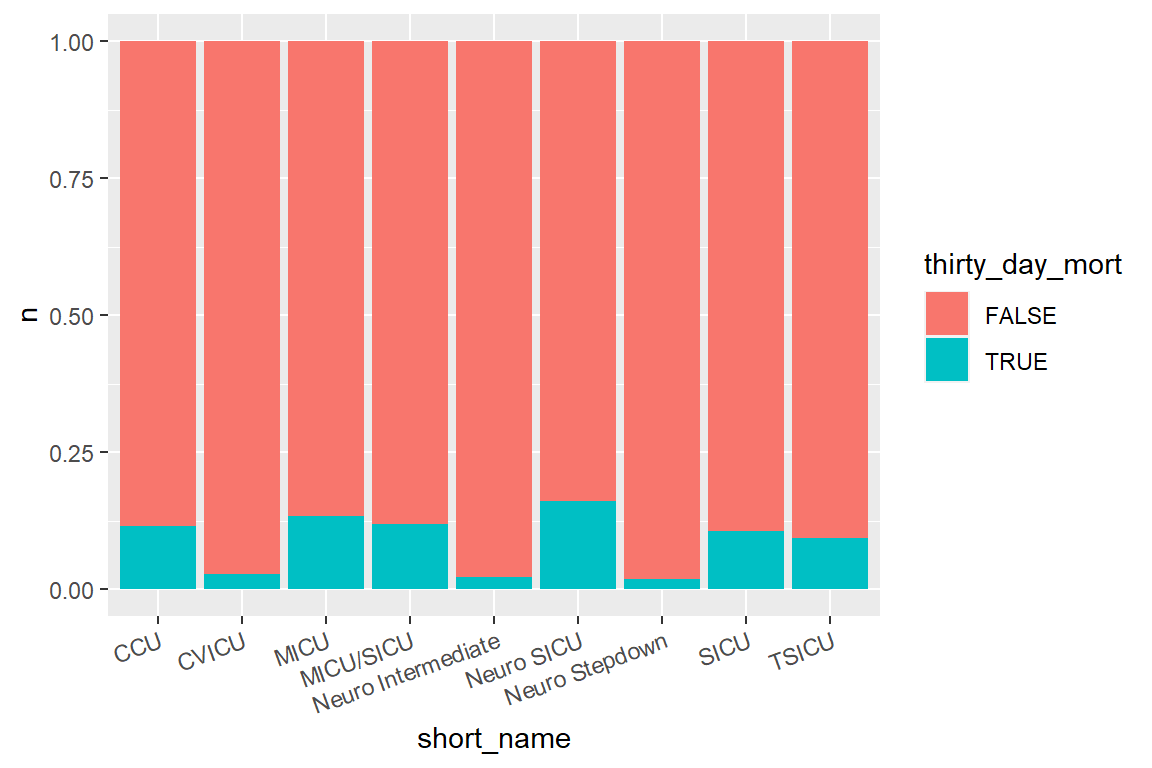 1.00
0.75
0.50
0.25
0.00
n
CCU
CVICU
MICU
MICU/SICU
Neuro Intermediate
Neuro SICU
Neuro Stepdown
SICU
TSICU
short_name
thirty_day_mort
FALSE
TRUE